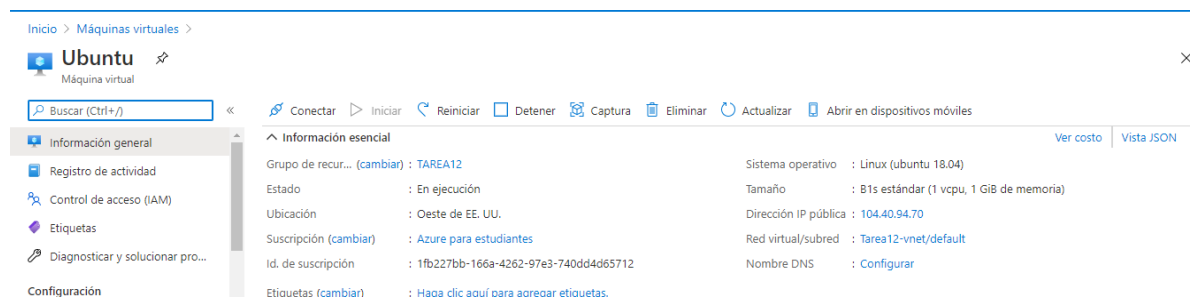 Inicio > Máquinas virtuales >
Ubuntu
Máquina virtual
Buscar (Ctrl+/)
«
Conectar Iniciar Reiniciar Detener Captura Eliminar Actualizar Abrir en dispositivos móviles
Información general
Registro de actividad
Control de acceso (IAM)
Etiquetas
Diagnosticar y solucionar pro...
Configuración
Información esencial
Ver costo
Vista JSON
Grupo de recur... (cambiar) : TAREA12
Estado : En ejecución
Ubicación : Oeste de EE. UU.
Suscripción (cambiar) : Azure para estudiantes
Id. de suscripción : 1fb227bb-166a-4262-97e3-740dd4d65712
Etiquetas (cambiar) : Haga clic aquí para agregar etiquetas.
Sistema operativo : Linux (ubuntu 18.04)
Tamaño : B1s estándar (1 vcpu, 1 GiB de memoria)
Dirección IP pública : 104.40.94.70
Red virtual/subred : Tarea12-vnet/default
Nombre DNS : Configurar